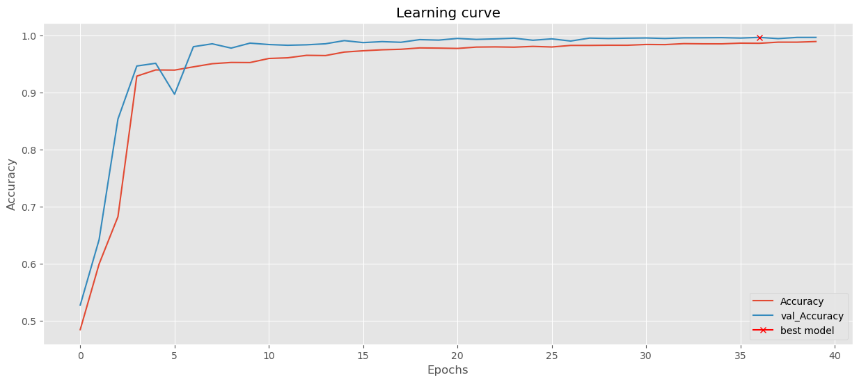 Learning curve
1.0
0.9
0.8
0.7
0.6
0.5
Accuracy
0 5 10 15 20 25 30 35 40
Epochs
Accuracy
val_Accuracy
best model